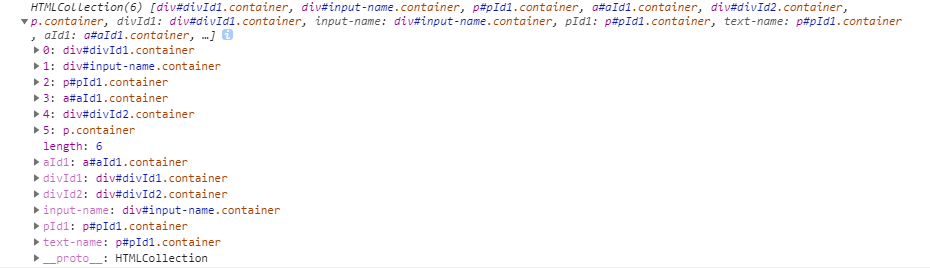 HTMLCollection(6) [div#divId1.container, div#input-name.container, p#pId1.container, a#aId1.container, div#divId2.container,
▼p.container, divId1: div#divId1.container, input-name: div#input-name.container, pId1: p#pId1.container, text-name: p#pId1.container
, aId1: a#aId1.container, …] i
▶0: div#divId1.container
▶1: div#input-name.container
▶2: p#pId1.container
▶3: a#aId1.container
▶4: div#divId2.container
▶5: p.container
length: 6
▶aId1: a#aId1.container
▶divId1: div#divId1.container
▶divId2: div#divId2.container
▶input-name: div#input-name.container
▶pId1: p#pId1.container
▶text-name: p#pId1.container
▶__proto__: HTMLCollection